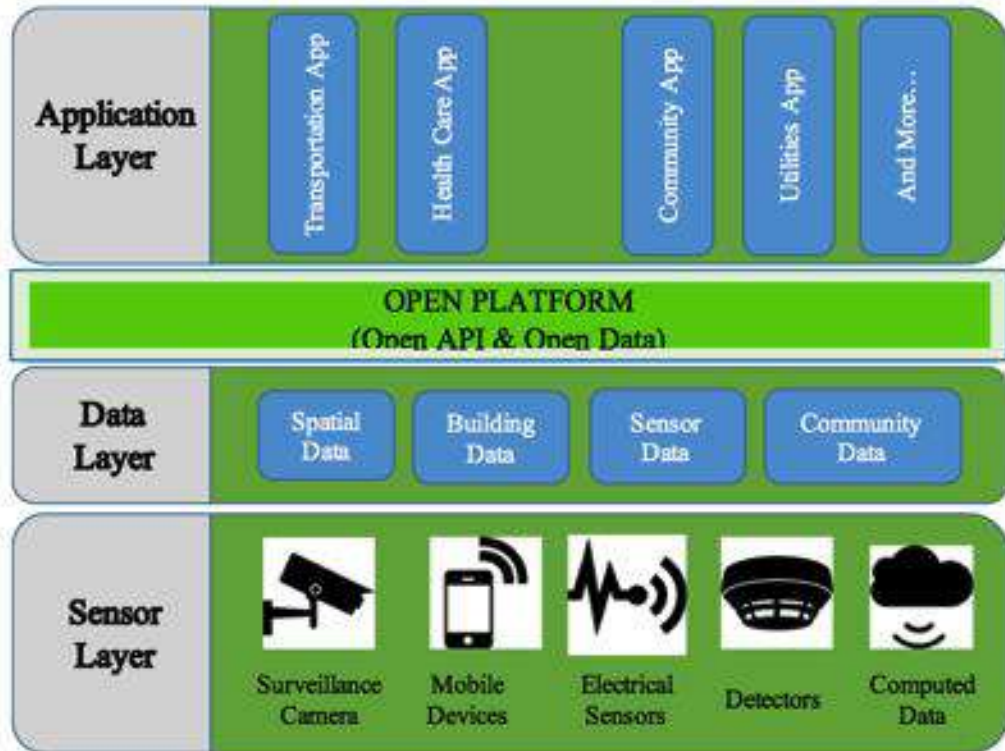 Application
Layer
Transportation App
Health Care App
Community App
Utilities App
And More...
OPEN PLATFORM
(Open API & Open Data)
Data
Layer
Spatial
Data
Building
Data
Sensor
Data
Community
Data
Sensor
Layer
Surveillance
Camera
Mobile
Devices
Electrical
Sensors
Detectors
Computed
Data